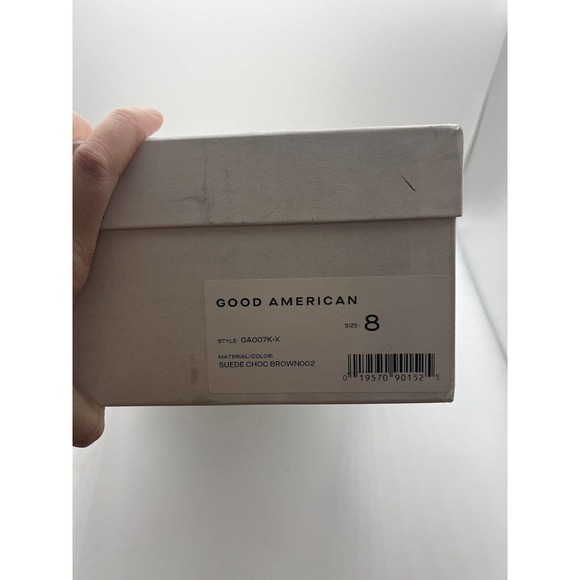 GOOD AMERICAN
STYLE: GA007K-X
SIZE: 8
MATERIAL/COLOR:
SUEDE CHOC BROWN002
0 19570 90152 5